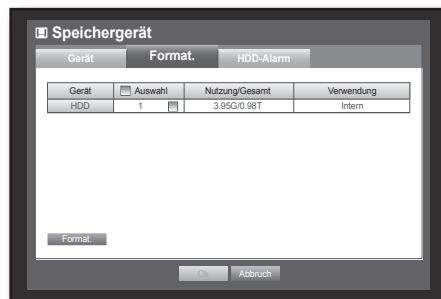 Speichergerät
Gerät Format. HDD-Alarm
Gerät Auswahl Nutzung/Gesamt Verwendung
HDD 1 3.95G/0.98T Intern
Format.
Ok Abbruch